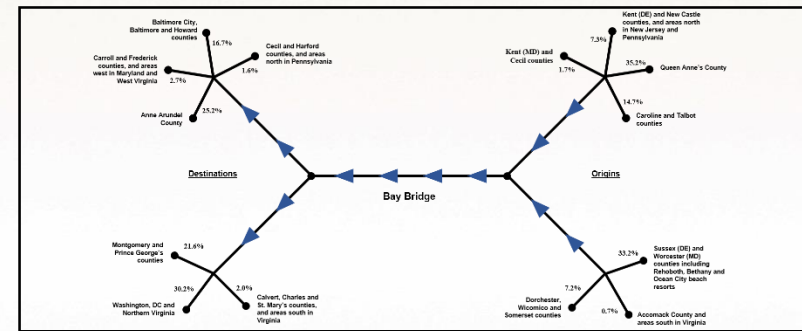 Baltimore City,
Baltimore and Howard
counties
16.7%
Cecil and Harford
counties, and areas
north in Pennsylvania
1.6%
Carroll and Frederick
counties, and areas
west in Maryland and
West Virginia
2.7%
Anne Arundel
County
25.2%
Kent (DE) and New Castle
counties, and areas north
in New Jersey and
Pennsylvania
7.3%
Kent (MD) and
Cecil counties
1.7%
35.2%
Queen Anne's County
14.7%
Caroline and Talbot
counties
Destinations
Bay Bridge
Origins
Montgomery and
Prince George's
counties
21.6%
30.2%
Washington, DC and
Northern Virginia
2.0%
Calvert, Charles and
St. Mary's counties,
and areas south in
Virginia
33.2%
Sussex (DE) and
Worcester (MD)
counties including
Rehoboth, Bethany and
Ocean City beach
resorts
7.2%
Dorchester,
Wicomico and
Somerset counties
0.7%
Accomack County and
areas south in Virginia